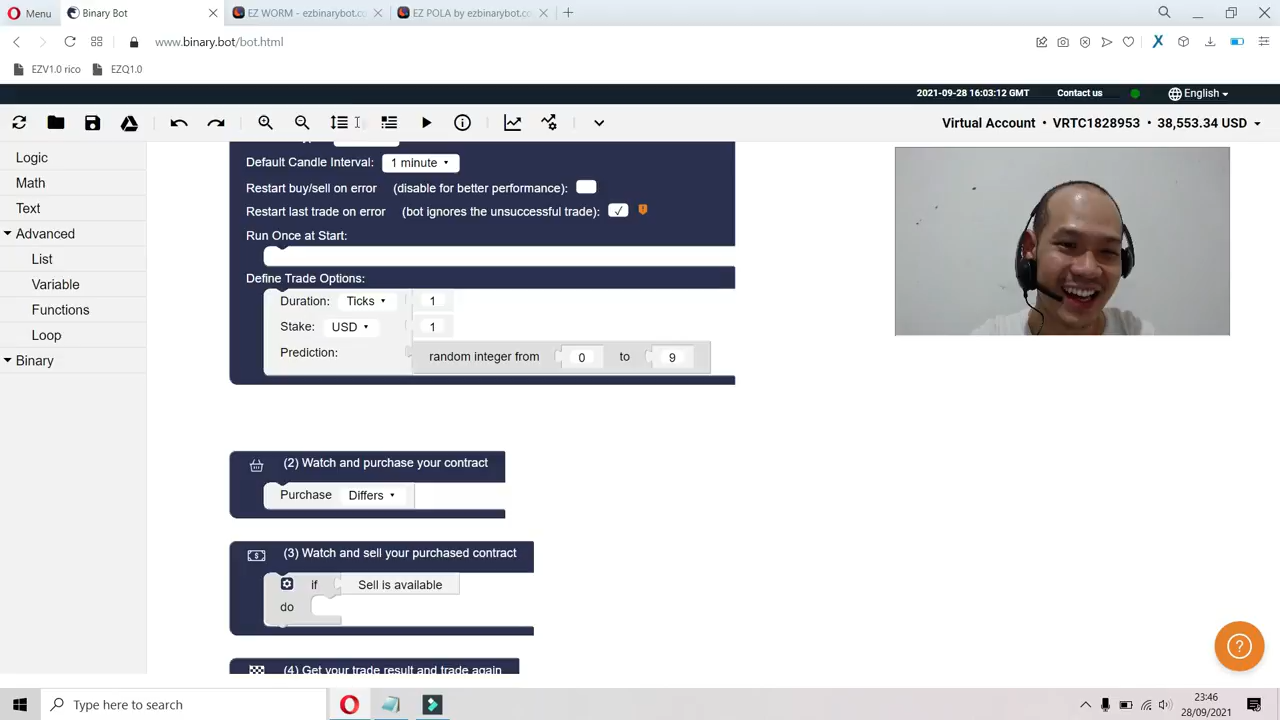 Menu
Binary Bot
EZ WORM - ezbinarybot.co
EZ POLA by ezbinarybot.co
www.binary.bot/bot.html
EZV1.0 rico
EZQ1.0
2021-09-28 16:03:12 GMT
Contact us
English
Virtual Account • VRTC1828953 • 38,553.34 USD
Logic
Math
Text
Advanced
List
Variable
Functions
Loop
Binary
Default Candle Interval: 1 minute
Restart buy/sell on error (disable for better performance):
Restart last trade on error (bot ignores the unsuccessful trade): ✓
Run Once at Start:
Define Trade Options:
Duration: Ticks 1
Stake: USD 1
Prediction: random integer from 0 to 9
(2) Watch and purchase your contract
Purchase Differs
(3) Watch and sell your purchased contract
if Sell is available
do
(4) Get your trade result and trade again
Type here to search
23:46
28/09/2021